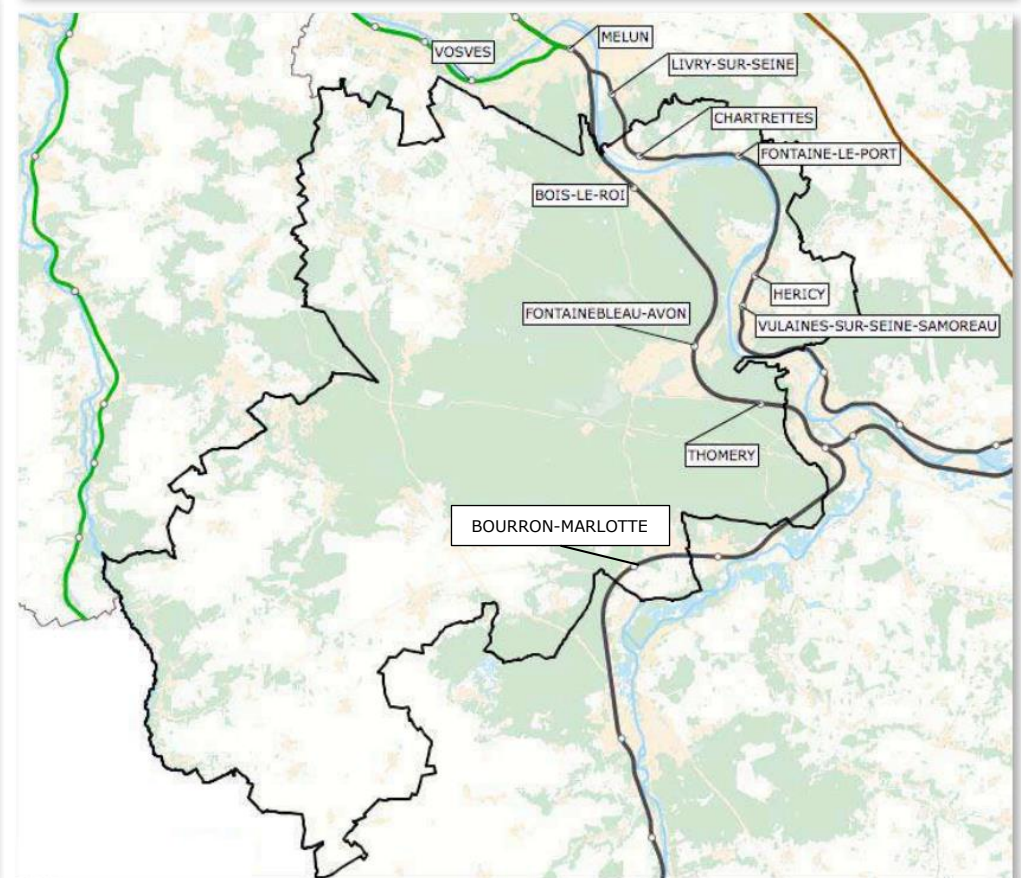 MELUN
VOSVES
LIVRY-SUR-SEINE
CHARTRETTES
FONTAINE-LE-PORT
BOIS-LE-ROI
HERICY
FONTAINEBLEAU-AVON
VULAINES-SUR-SEINE-SAMOREAU
THOMERY
BOURRON-MARLOTTE